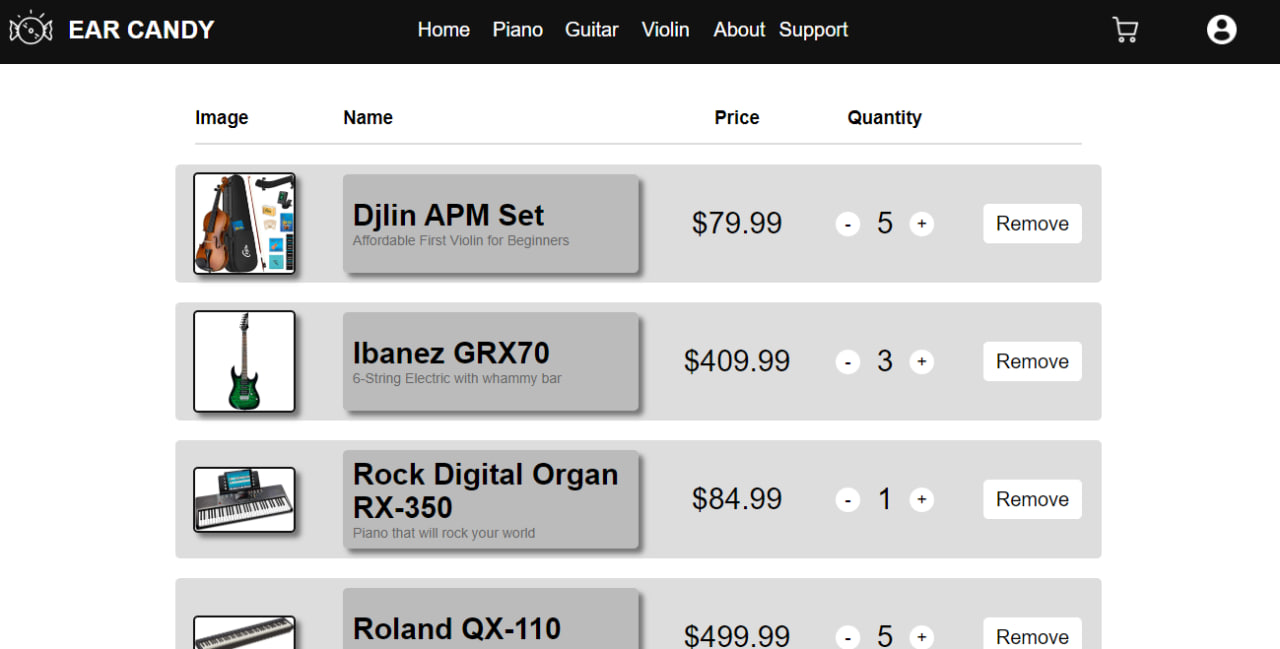 EAR CANDY
Home Piano Guitar Violin About Support
Image Name Price Quantity
Djlin APM Set
Affordable First Violin for Beginners
$79.99 - 5 + Remove
Ibanez GRX70
6-String Electric with whammy bar
$409.99 - 3 + Remove
Rock Digital Organ
RX-350
Piano that will rock your world
$84.99 - 1 + Remove
Roland QX-110
$499.99 - 5 + Remove